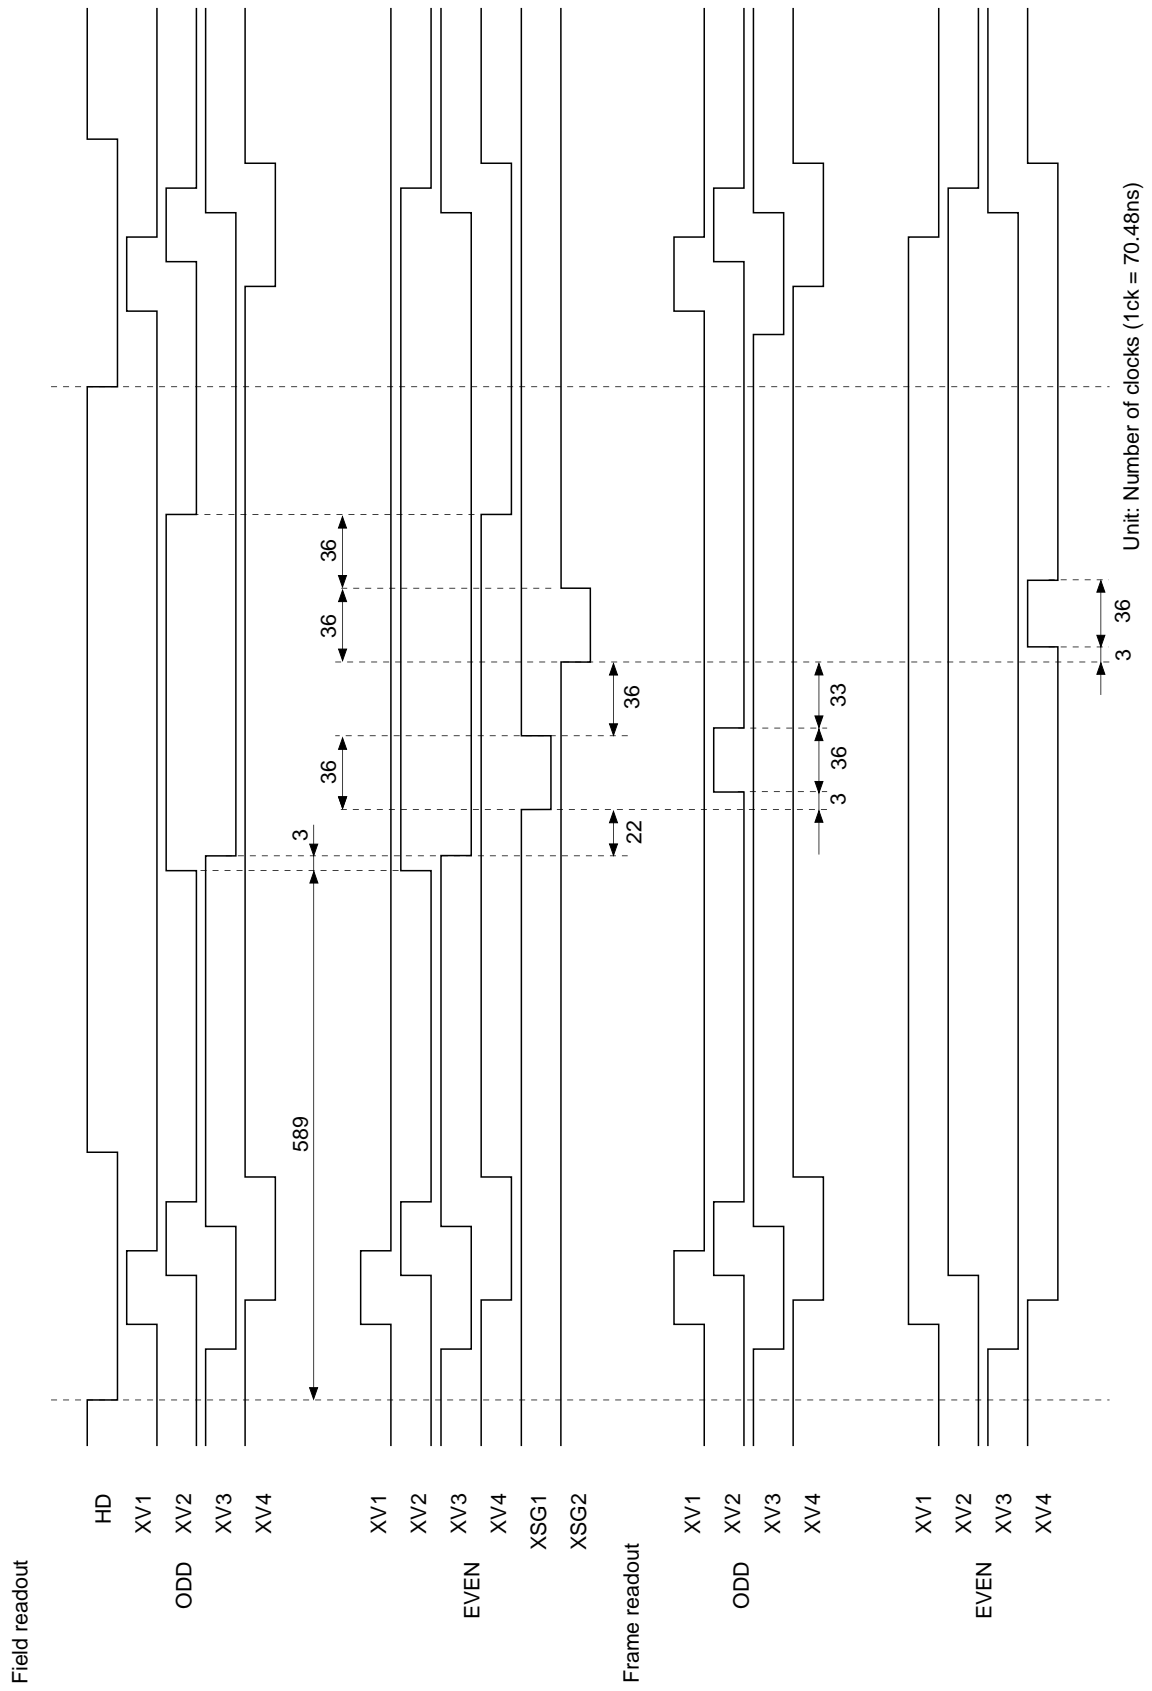 Field readout
HD
XV1
XV2
XV3
XV4
ODD
589
3
36
36
36
XV1
XV2
XV3
XV4
XSG1
XSG2
EVEN
22
36
Frame readout
XV1
XV2
XV3
XV4
ODD
3
36
33
XV1
XV2
XV3
XV4
EVEN
3
36
Unit: Number of clocks (1ck = 70.48ns)